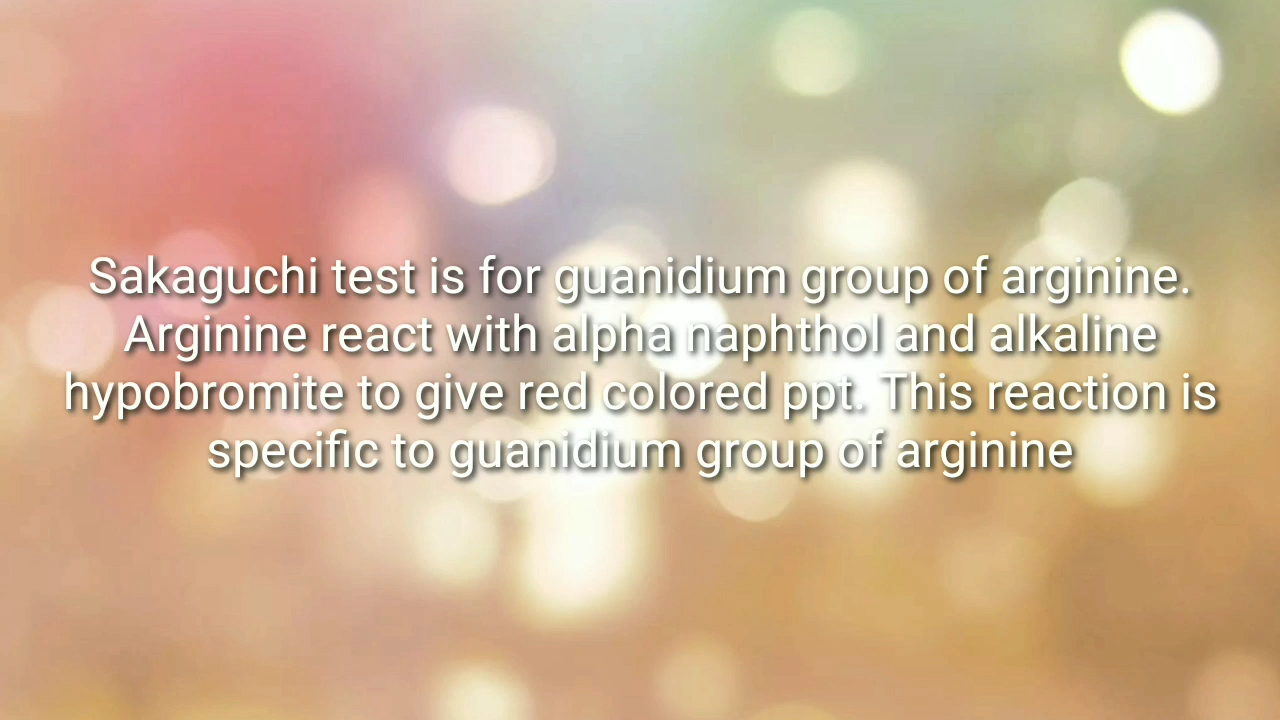 Sakaguchi test is for guanidium group of arginine.
Arginine react with alpha naphthol and alkaline
hypobromite to give red colored ppt. This reaction is
specific to guanidium group of arginine